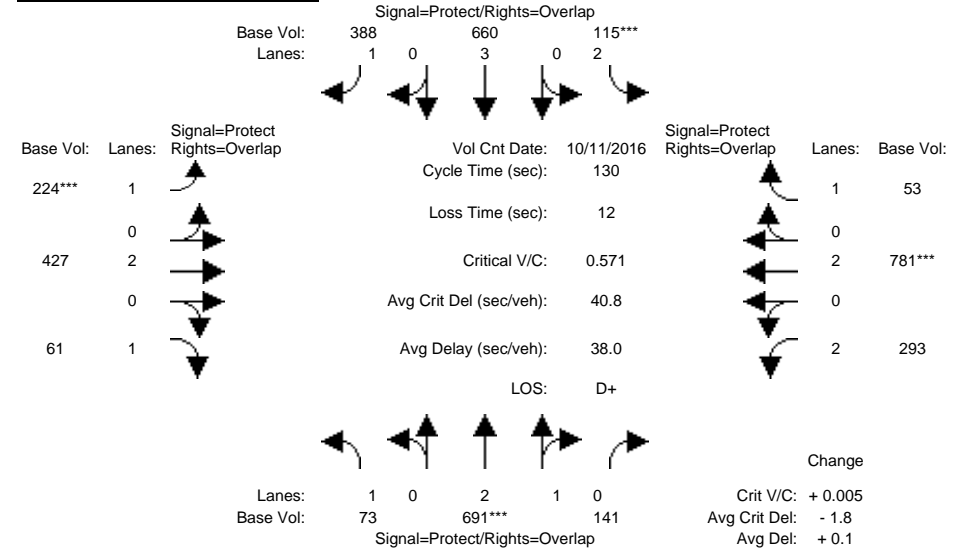 Signal=Protect/Rights=Overlap
Base Vol: 388 660 115***
Lanes: 1 0 3 0 2
Signal=Protect
Base Vol: Lanes: Rights=Overlap
Vol Cnt Date: 10/11/2016
Signal=Protect
Rights=Overlap Lanes: Base Vol:
Cycle Time (sec): 130
224*** 1
1 53
Loss Time (sec): 12
0
0
427 2
Critical V/C: 0.571
2 781***
0
Avg Crit Del (sec/veh): 40.8
0
61 1
Avg Delay (sec/veh): 38.0
2 293
LOS: D+
Lanes: 1 0 2 1 0
Base Vol: 73 691*** 141
Signal=Protect/Rights=Overlap
Change
Crit V/C: + 0.005
Avg Crit Del: - 1.8
Avg Del: + 0.1